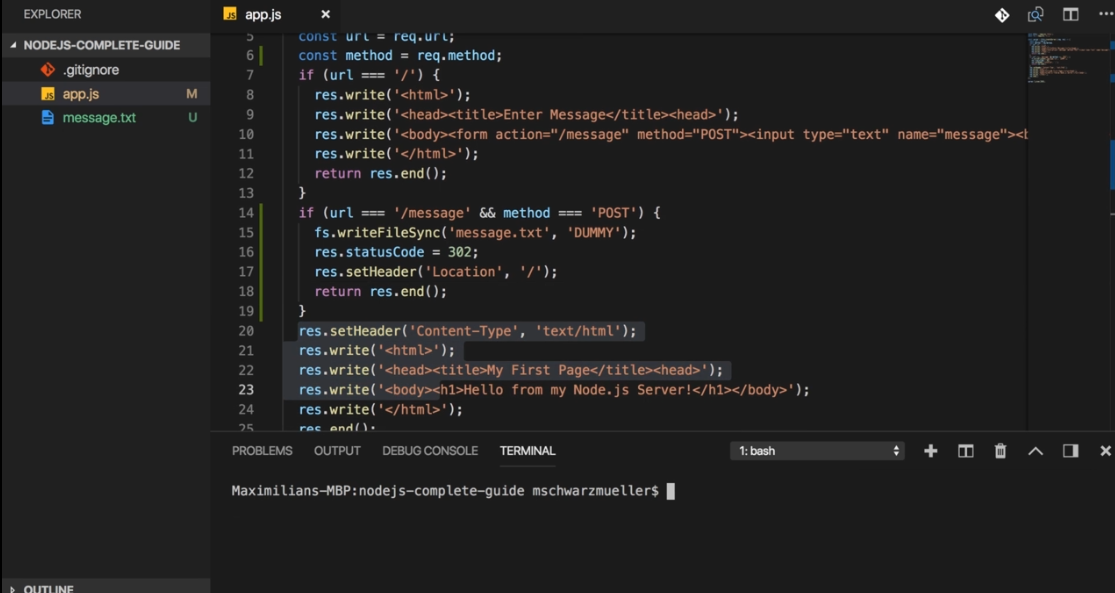 EXPLORER
app.js
NODEJS-COMPLETE-GUIDE
.gitignore
app.js M
message.txt U
5 const url = req.url;
6 const method = req.method;
7 if (url === '/') {
8 res.write('<html>');
9 res.write('<head><title>Enter Message</title><head>');
10 res.write('<body><form action="/message" method="POST"><input type="text" name="message"><b
11 res.write('</html>');
12 return res.end();
13 }
14 if (url === '/message' && method === 'POST') {
15 fs.writeFileSync('message.txt', 'DUMMY');
16 res.statusCode = 302;
17 res.setHeader('Location', '/');
18 return res.end();
19 }
20 res.setHeader('Content-Type', 'text/html');
21 res.write('<html>');
22 res.write('<head><title>My First Page</title><head>');
23 res.write('<body><h1>Hello from my Node.js Server!</h1></body>');
24 res.write('</html>');
25 res.end();
PROBLEMS OUTPUT DEBUG CONSOLE TERMINAL 1: bash
Maximilians-MBP:nodejs-complete-guide mschwarzmueller$
OUTLINE